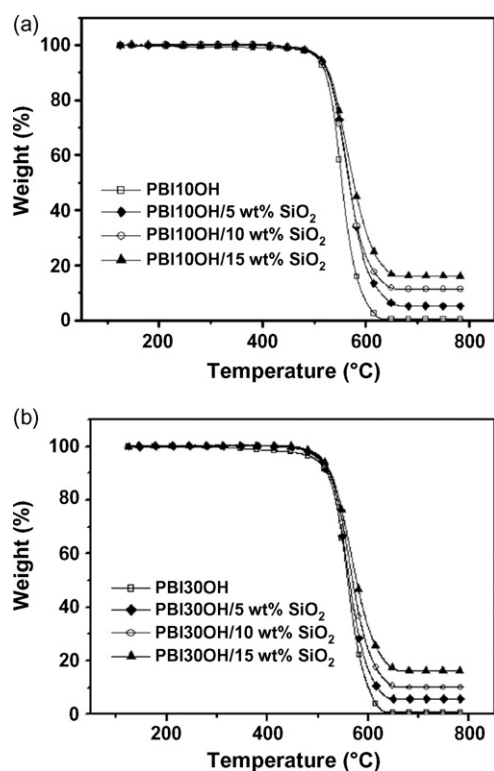 (a)
100
80
60
40
20
0
Weight (%)
PBI10OH
PBI10OH/5 wt% SiO₂
PBI10OH/10 wt% SiO₂
PBI10OH/15 wt% SiO₂
200 400 600 800
Temperature (°C)
(b)
100
80
60
40
20
0
Weight (%)
PBI30OH
PBI30OH/5 wt% SiO₂
PBI30OH/10 wt% SiO₂
PBI30OH/15 wt% SiO₂
200 400 600 800
Temperature (°C)